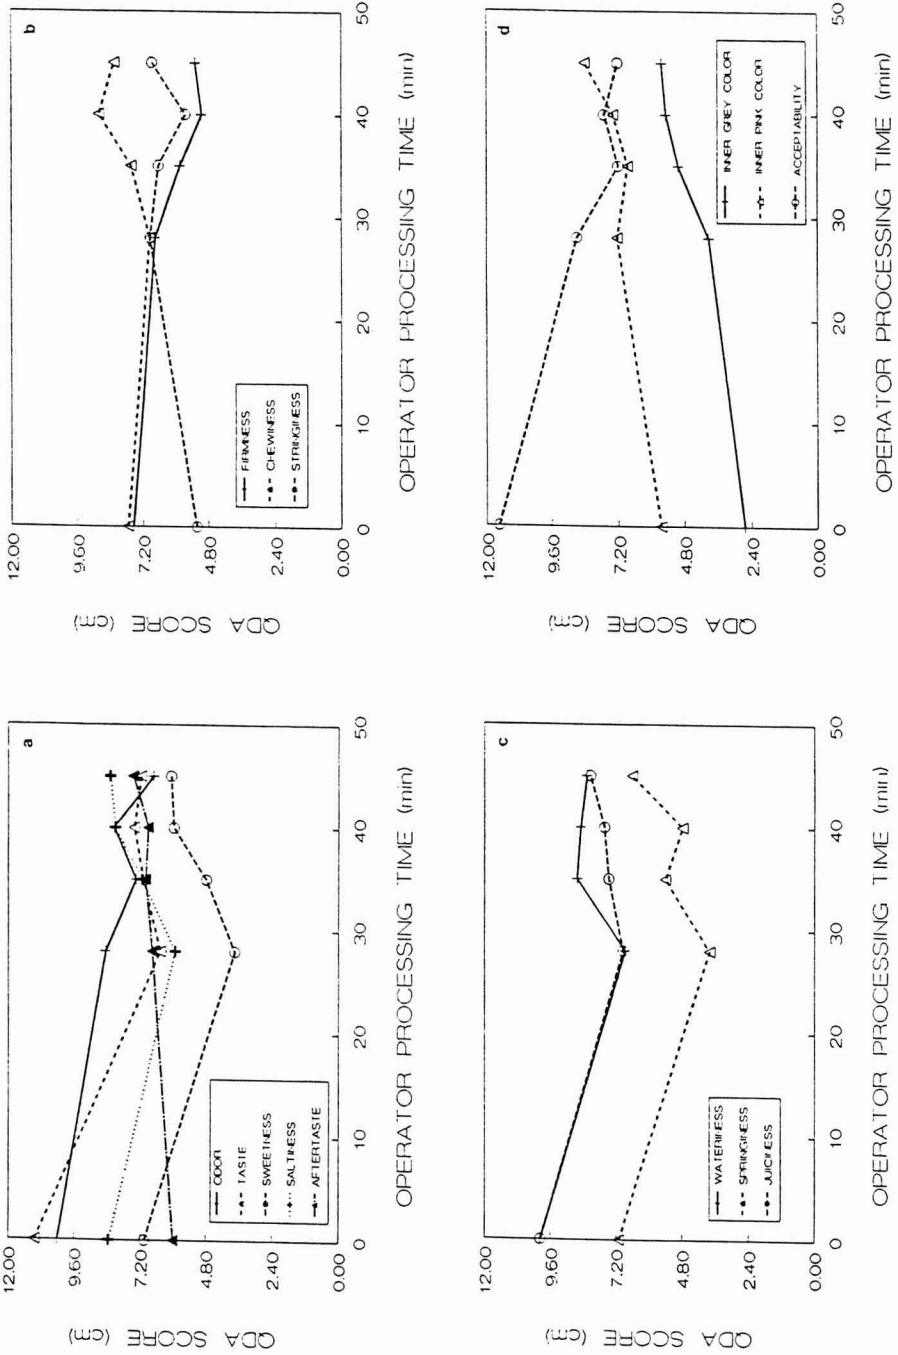 a
12.00
9.60
7.20
4.80
2.40
0.00
QDA SCORE (cm)
ODOR
TASTE
SWEETNESS
SALTINESS
AFTERTASTE
0
10
20
30
40
50
OPERATOR PROCESSING TIME (min)
b
12.00
9.60
7.20
4.80
2.40
0.00
QDA SCORE (cm)
FIRMNESS
CHEWINESS
STRINGINESS
0
10
20
30
40
50
OPERATOR PROCESSING TIME (min)
c
12.00
9.60
7.20
4.80
2.40
0.00
QDA SCORE (cm)
WATERINESS
SPRINGINESS
JUICINESS
0
10
20
30
40
50
OPERATOR PROCESSING TIME (min)
d
12.00
9.60
7.20
4.80
2.40
0.00
QDA SCORE (cm)
INNER GREY COLOR
INNER PINK COLOR
ACCEPTABILITY
0
10
20
30
40
50
OPERATOR PROCESSING TIME (min)